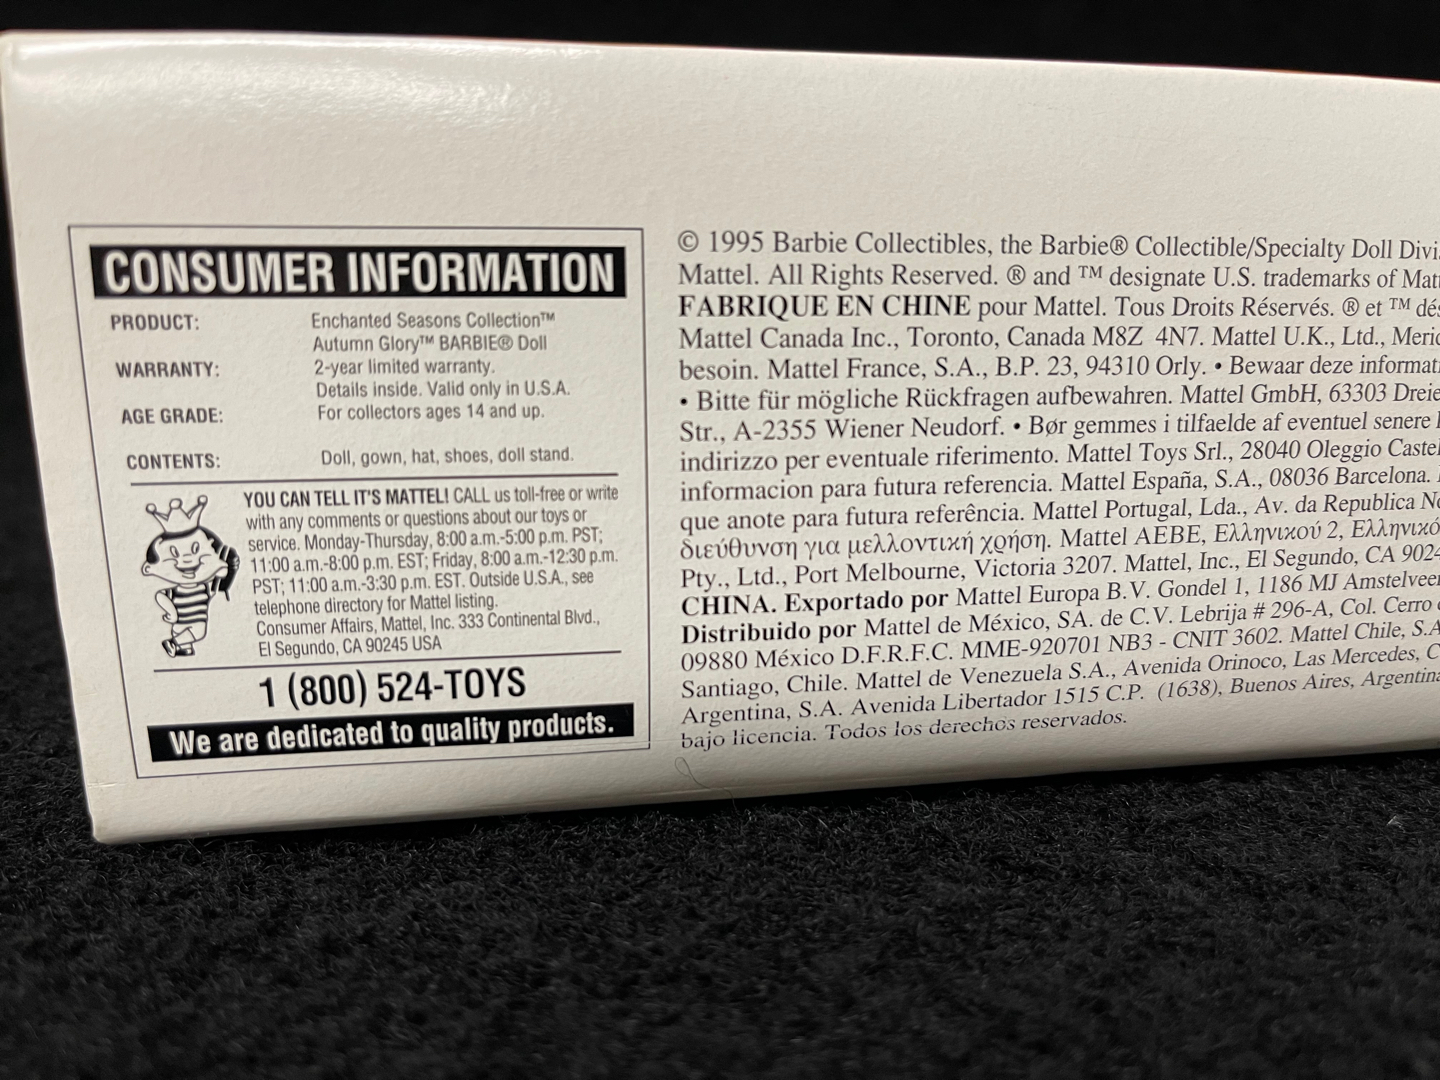 CONSUMER INFORMATION
PRODUCT: Enchanted Seasons Collection™
Autumn Glory™ BARBIE® Doll
WARRANTY: 2-year limited warranty.
Details inside. Valid only in U.S.A.
AGE GRADE: For collectors ages 14 and up.
CONTENTS: Doll, gown, hat, shoes, doll stand.
YOU CAN TELL IT'S MATTEL! CALL us toll-free or write
with any comments or questions about our toys or
service. Monday-Thursday, 8:00 a.m.-5:00 p.m. PST;
11:00 a.m.-8:00 p.m. EST; Friday, 8:00 a.m.-12:30 p.m.
PST; 11:00 a.m.-3:30 p.m. EST. Outside U.S.A., see
telephone directory for Mattel listing.
Consumer Affairs, Mattel, Inc. 333 Continental Blvd.,
El Segundo, CA 90245 USA
1 (800) 524-TOYS
We are dedicated to quality products.
© 1995 Barbie Collectibles, the Barbie® Collectible/Specialty Doll Divi
Mattel. All Rights Reserved. ® and ™ designate U.S. trademarks of Mat
FABRIQUE EN CHINE pour Mattel. Tous Droits Réservés. ® et ™ dés
Mattel Canada Inc., Toronto, Canada M8Z 4N7. Mattel U.K., Ltd., Meri
besoin. Mattel France, S.A., B.P. 23, 94310 Orly. • Bewaar deze informati
• Bitte für mögliche Rückfragen aufbewahren. Mattel GmbH, 63303 Dreie
Str., A-2355 Wiener Neudorf. • Bør gemmes i tilfaelde af eventuel senere
indirizzo per eventuale riferimento. Mattel Toys Srl., 28040 Oleggio Castel
informacion para futura referencia. Mattel España, S.A., 08036 Barcelona.
que anote para futura referência. Mattel Portugal, Lda., Av. da Republica No
διεύθυνση για μελλοντική χρήση. Mattel AEBE, Ελληνικού 2, Ελληνικό
Pty., Ltd., Port Melbourne, Victoria 3207. Mattel, Inc., El Segundo, CA 9024
CHINA. Exportado por Mattel Europa B.V. Gondel 1, 1186 MJ Amstelveen
Distribuido por Mattel de México, SA. de C.V. Lebrija # 296-A, Col. Cerro
09880 México D.F.R.F.C. MME-920701 NB3 - CNIT 3602. Mattel Chile, S.A
Santiago, Chile. Mattel de Venezuela S.A., Avenida Orinoco, Las Mercedes, C
Argentina, S.A. Avenida Libertador 1515 C.P. (1638), Buenos Aires, Argentina
bajo licencia. Todos los derechos reservados.